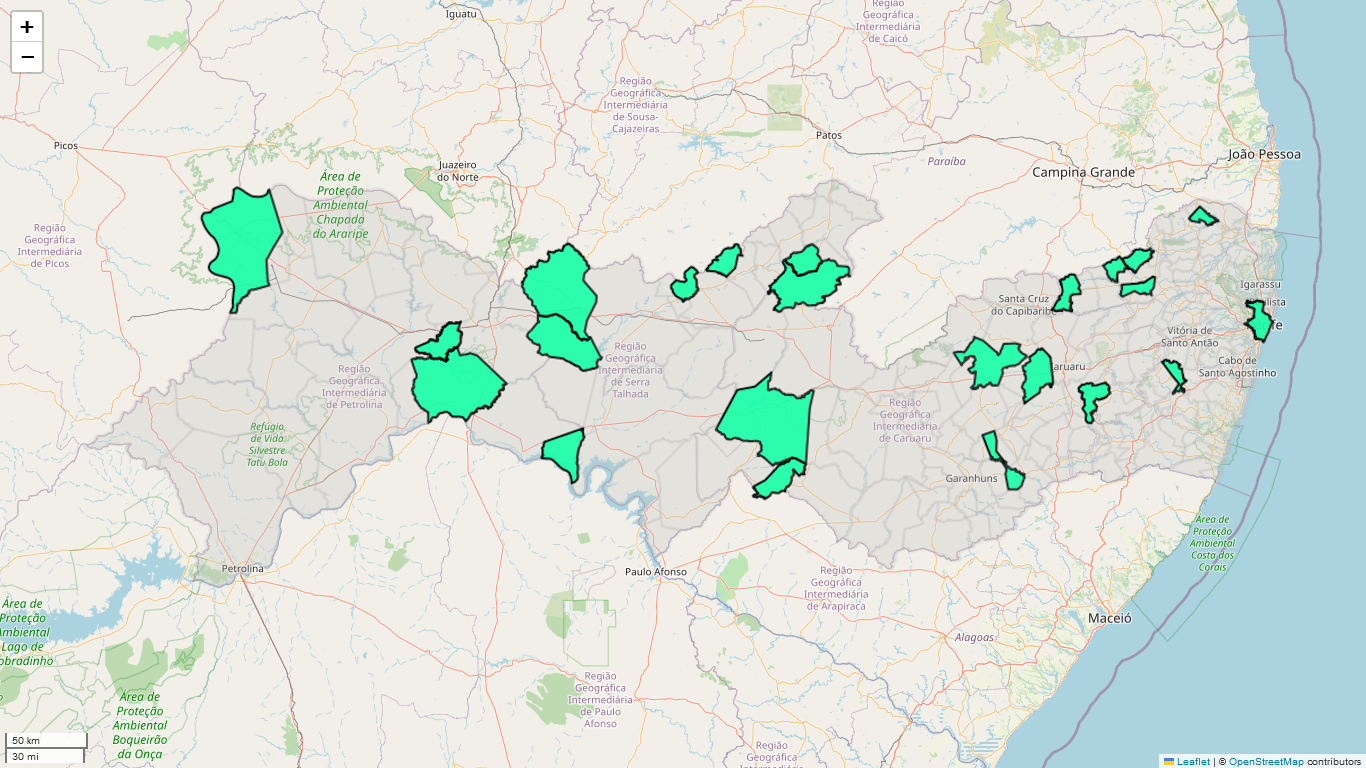 +
−
Iguatu
Região
Geográfica
Intermediária
de Caicó
Região
Geográfica
Intermediária
de Sousa-
Cajazeiras
Picos
Patos
João Pessoa
Paraíba
Campina Grande
Juazeiro
do Norte
Área de
Proteção
Ambiental
Chapada
do Araripe
Região
Geográfica
Intermediária
de Picos
Igarassu
Santa Cruz
do Capibaribe
Vitória de
Santo Antão
Cabo de
Santo Agostinho
Região
Geográfica
Intermediária
de Serra
Talhada
Região
Geográfica
Intermediária
de Petrolina
Região
Geográfica
Intermediária
de Caruaru
Refúgio
de Vida
Silvestre
Tatu Bola
Garanhuns
Área de
Proteção
Ambiental
Costa dos
Corais
Petrolina
Paulo Afonso
Região
Geográfica
Intermediária
de Arapiraca
Maceió
Alagoas
Área de
Proteção
Ambiental
Lago de
obradinho
Região
Geográfica
Intermediária
de Paulo
Afonso
Área de
Proteção
Ambiental
Boqueirão
da Onça
Região
Geográfica
Intermediária
50 km
30 mi
Leaflet | © OpenStreetMap contributors